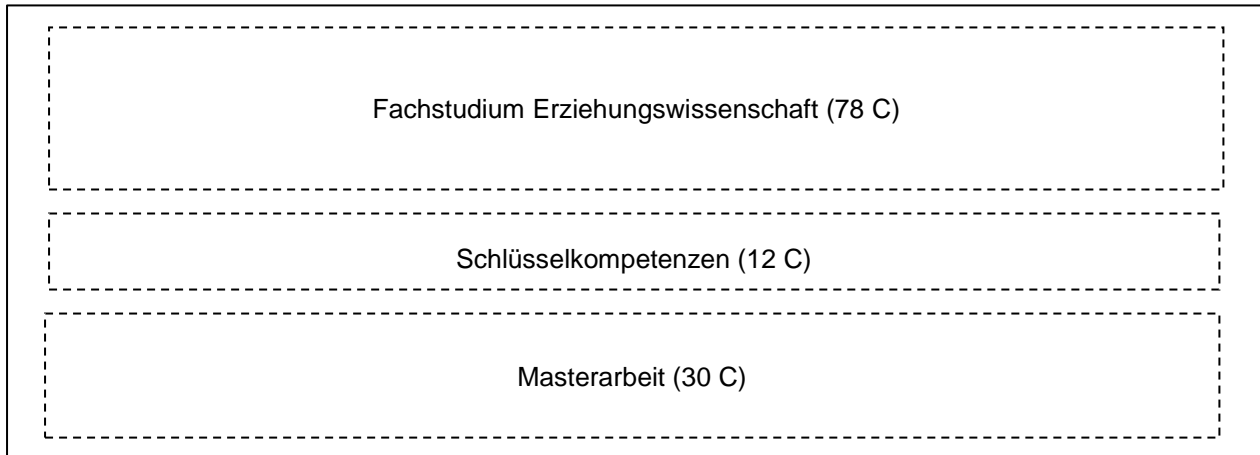 Fachstudium Erziehungswissenschaft (78 C)
Schlüsselkompetenzen (12 C)
Masterarbeit (30 C)